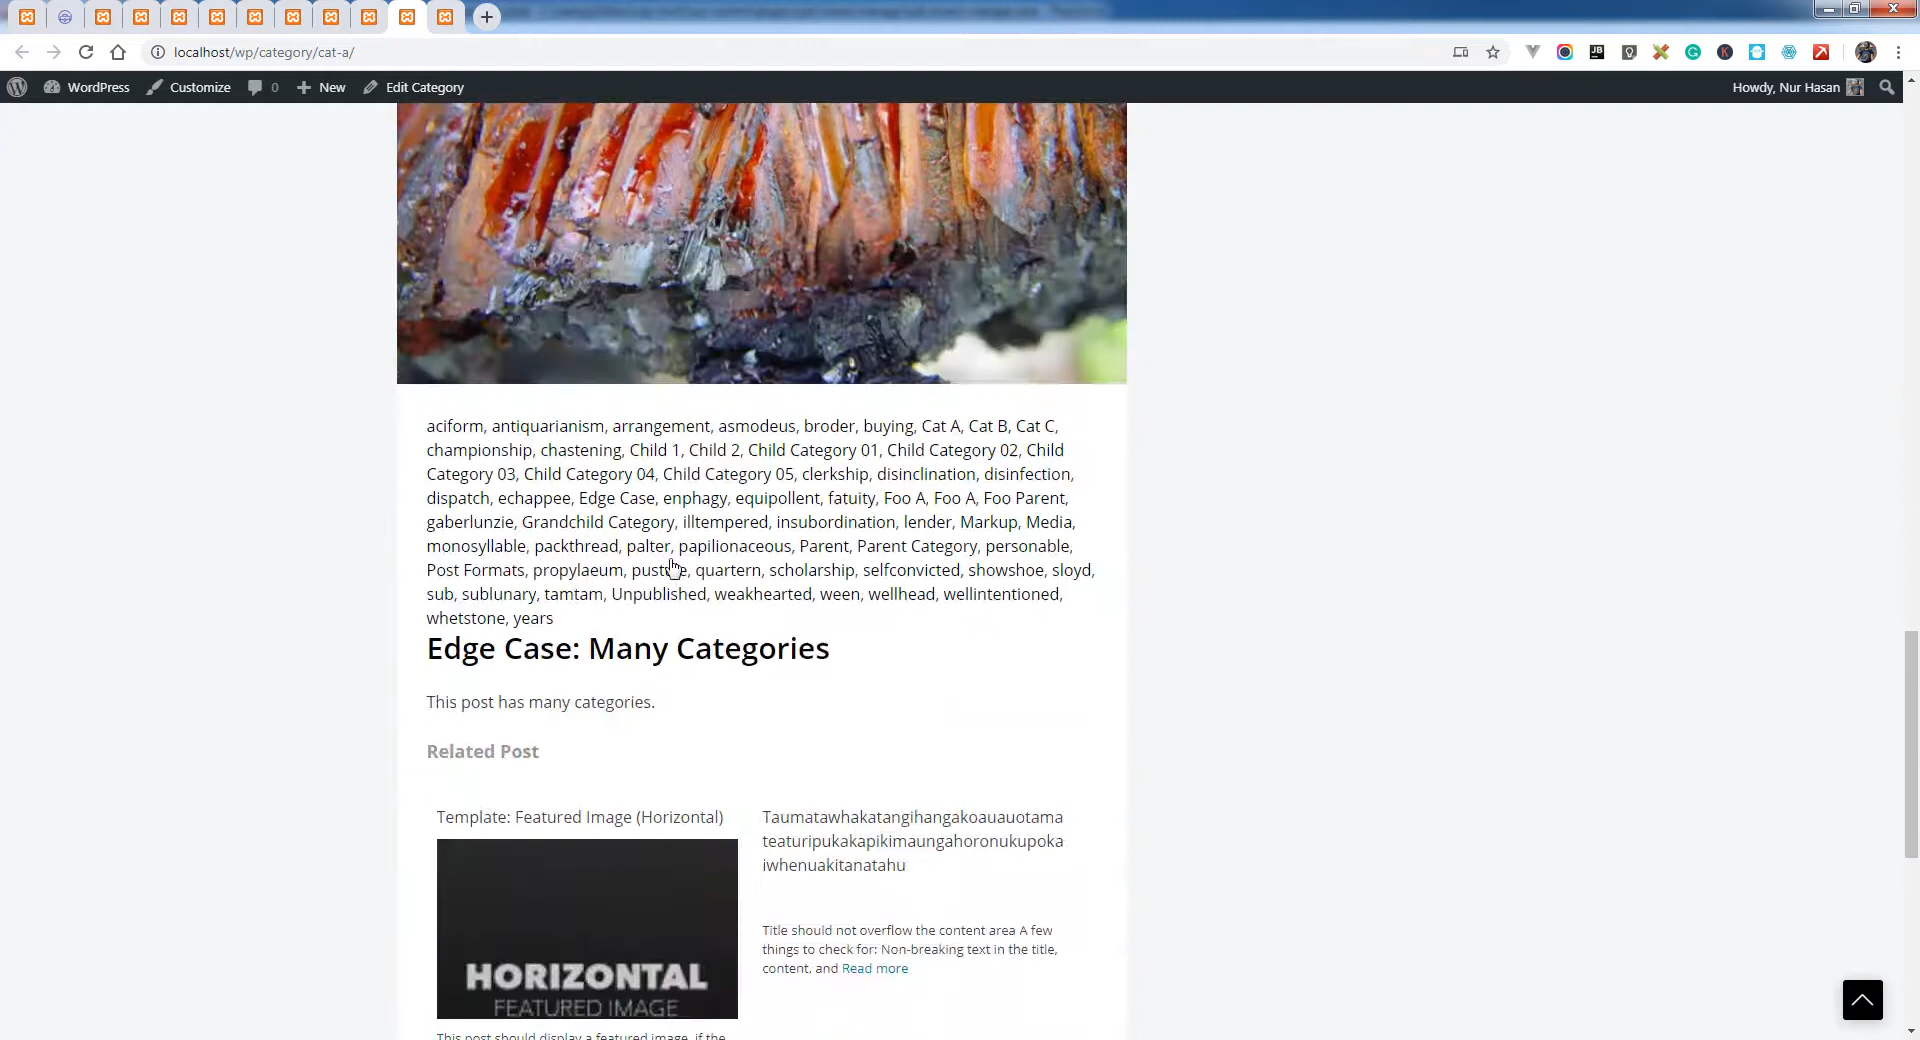 localhost/wp/category/cat-a/
WordPress Customize 0 New Edit Category Howdy, Nur Hasan
aciform, antiquarianism, arrangement, asmodeus, broder, buying, Cat A, Cat B, Cat C,
championship, chastening, Child 1, Child 2, Child Category 01, Child Category 02, Child
Category 03, Child Category 04, Child Category 05, clerkship, disinclination, disinfection,
dispatch, echappee, Edge Case, enphagy, equipollent, fatuity, Foo A, Foo A, Foo Parent,
gaberlunzie, Grandchild Category, illtempered, insubordination, lender, Markup, Media,
monosyllable, packthread, palter, papilionaceous, Parent, Parent Category, personable,
Post Formats, propylaeum, pustule, quartern, scholarship, selfconvicted, showshoe, sloyd,
sub, sublunary, tamtam, Unpublished, weakhearted, ween, wellhead, wellintentioned,
whetstone, years
Edge Case: Many Categories
This post has many categories.
Related Post
Template: Featured Image (Horizontal)
HORIZONTAL
FEATURED IMAGE
This post should display a featured image, if the
Taumatawhakatangihangakoauauotama
teaturipukakapikimaungahoronukupoka
iwhenuakitanatahu
Title should not overflow the content area A few
things to check for: Non-breaking text in the title,
content, and Read more